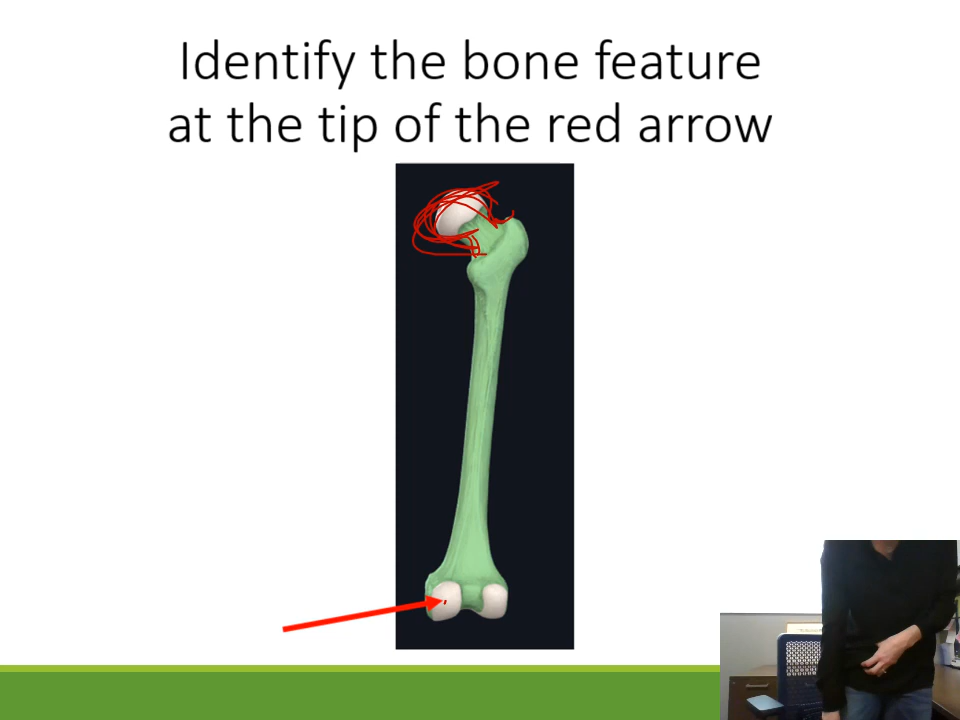 Identify the bone feature
at the tip of the red arrow